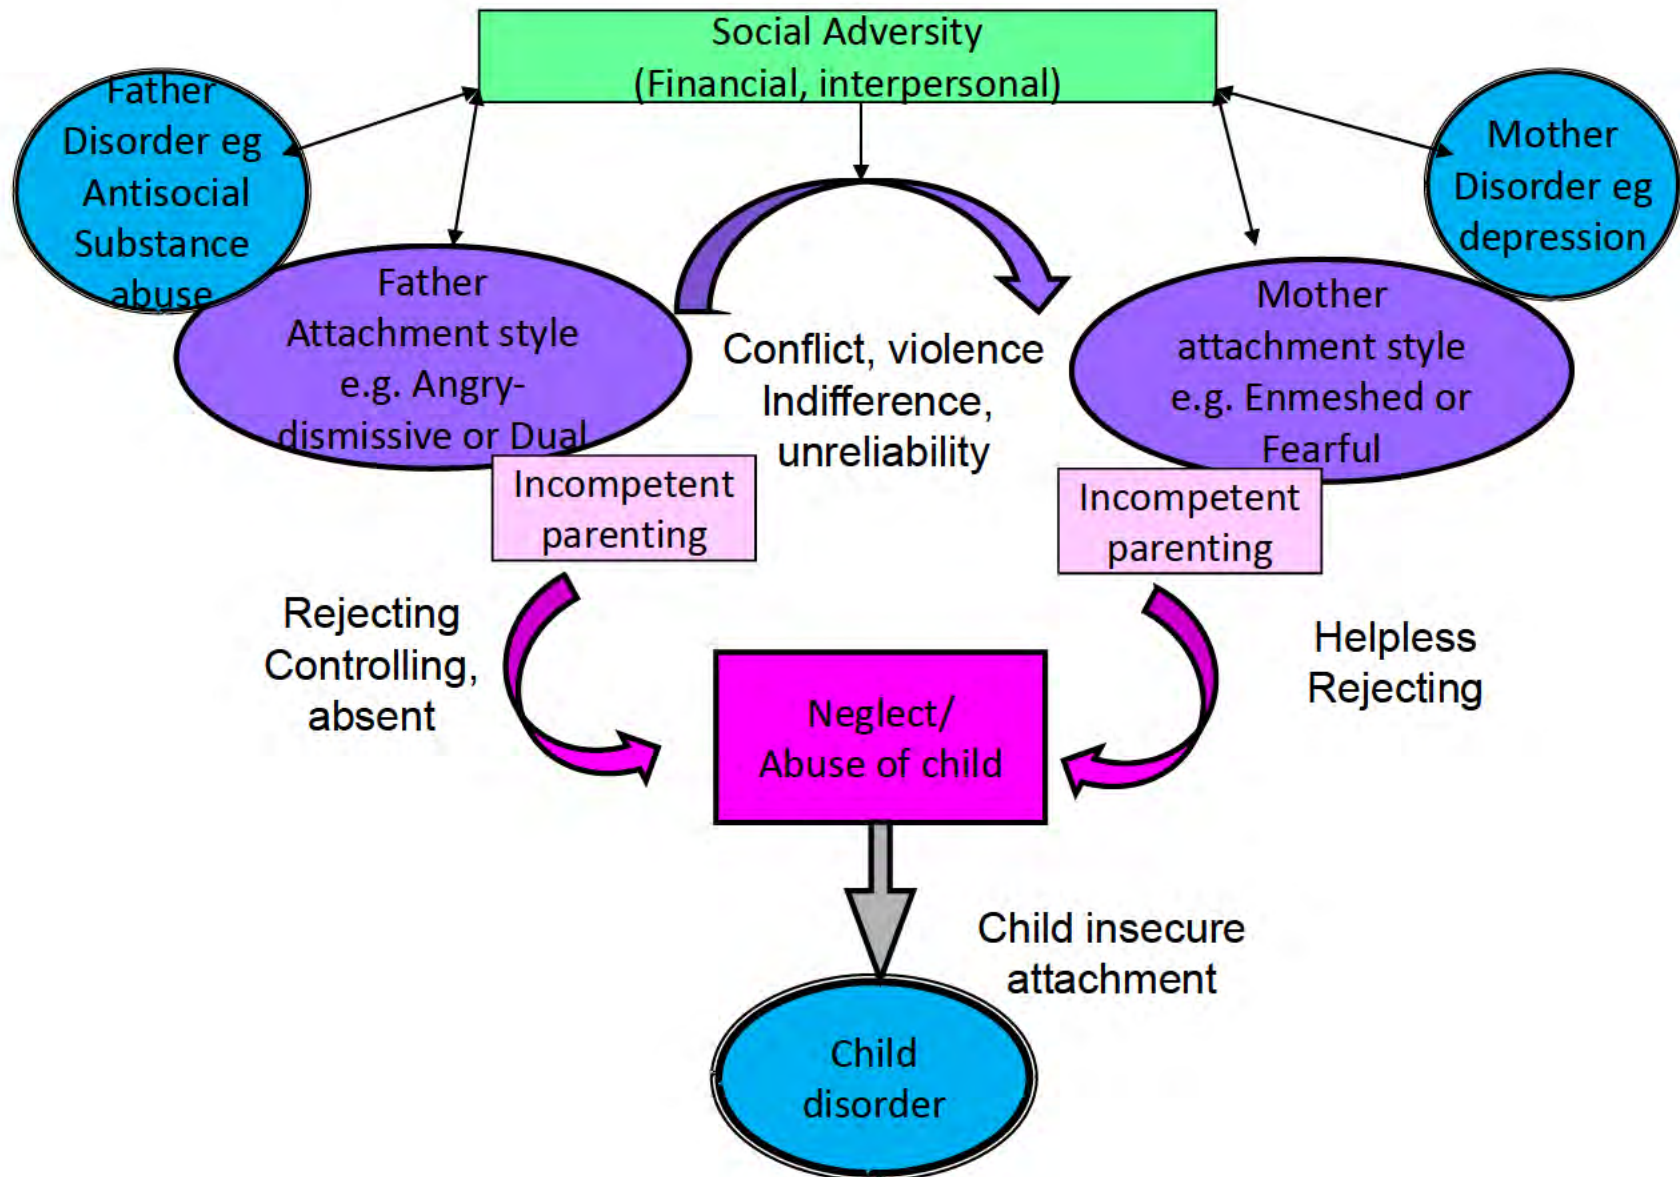 Social Adversity
(Financial, interpersonal)
Father
Disorder eg
Antisocial
Substance
abuse
Mother
Disorder eg
depression
Father
Attachment style
e.g. Angry-
dismissive or Dual
Conflict, violence
Indifference,
unreliability
Mother
attachment style
e.g. Enmeshed or
Fearful
Incompetent
parenting
Incompetent
parenting
Rejecting
Controlling,
absent
Neglect/
Abuse of child
Helpless
Rejecting
Child insecure
attachment
Child
disorder